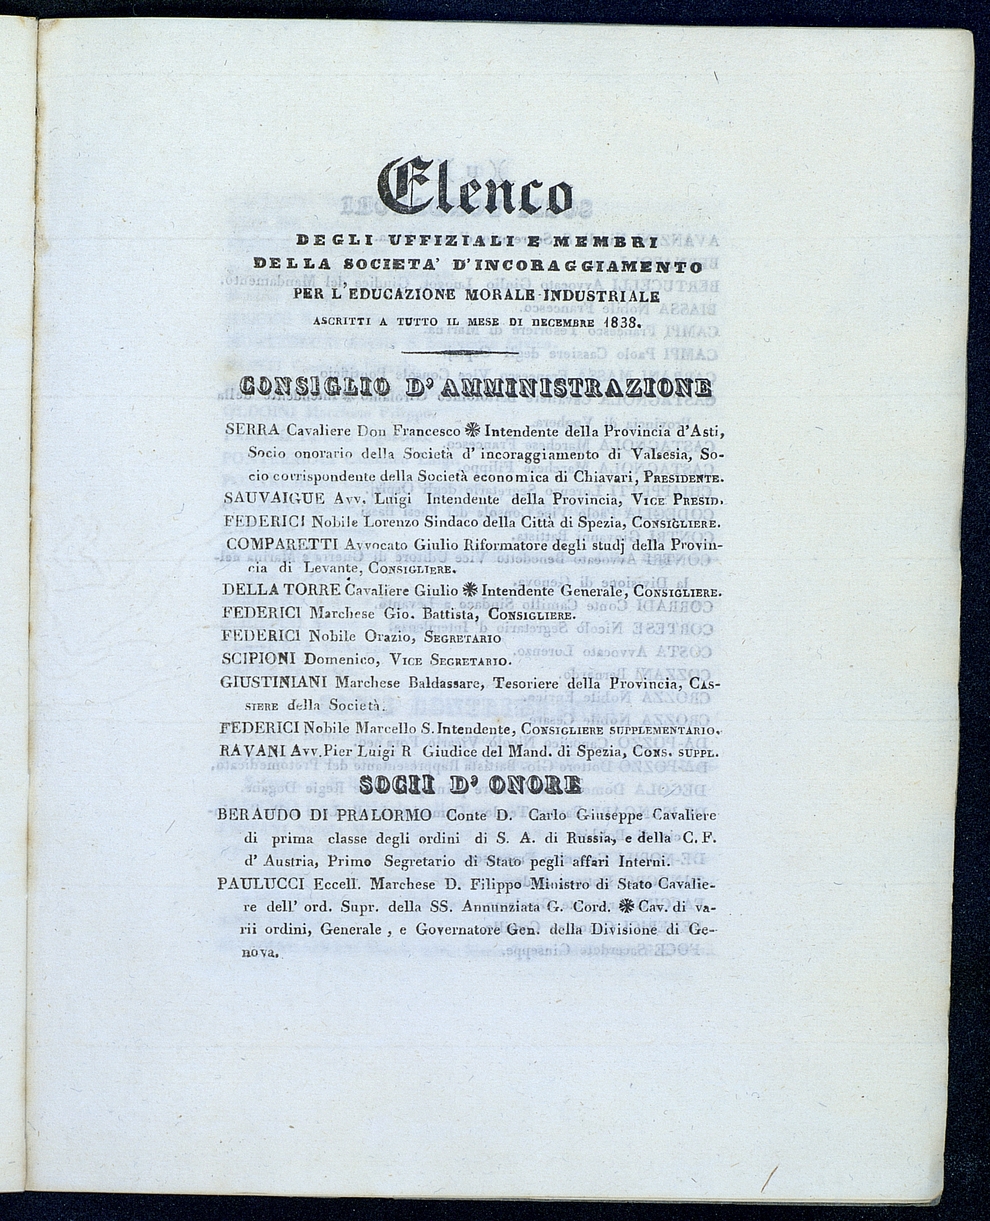 Elenco
DEGLI UFFIZIALI E MEMBRI
DELLA SOCIETA' D'INCORAGGIAMENTO
PER L'EDUCAZIONE MORALE-INDUSTRIALE
ASCRITTI A TUTTO IL MESE DI DECEMBRE 1838.
CONSIGLIO D'AMMINISTRAZIONE
SERRA Cavaliere Don Francesco ❋ Intendente della Provincia d'Asti,
Socio onorario della Società d'incoraggiamento di Valsesia, So-
cio corrispondente della Società economica di Chiavari, PRESIDENTE.
SAUVAIGUE Avv. Luigi Intendente della Provincia, VICE PRESID.
FEDERICI Nobile Lorenzo Sindaco della Città di Spezia, CONSIGLIERE.
COMPARETTI Avvocato Giulio Riformatore degli studj della Provin-
cia di Levante, CONSIGLIERE.
DELLA TORRE Cavaliere Giulio ❋ Intendente Generale, CONSIGLIERE.
FEDERICI Marchese Gio. Battista, CONSIGLIERE.
FEDERICI Nobile Orazio, SEGRETARIO
SCIPIONI Domenico, VICE SEGRETARIO.
GIUSTINIANI Marchese Baldassare, Tesoriere della Provincia, CAS-
SIERE della Società.
FEDERICI Nobile Marcello S. Intendente, CONSIGLIERE SUPPLEMENTARIO.
RAVANI Avv. Pier Luigi R Giudice del Mand. di Spezia, CONS. SUPPL.
SOCII D'ONORE
BERAUDO DI PRALORMO Conte D. Carlo Giuseppe Cavaliere
di prima classe degli ordini di S. A. di Russia, e della C. F.
d'Austria, Primo Segretario di Stato pegli affari Interni.
PAULUCCI Eccell. Marchese D. Filippo Ministro di Stato Cavalie-
re dell' ord. Supr. della SS. Annunziata G. Cord. ❋ Cav. di va-
rii ordini, Generale , e Governatore Gen. della Divisione di Ge-
nova.